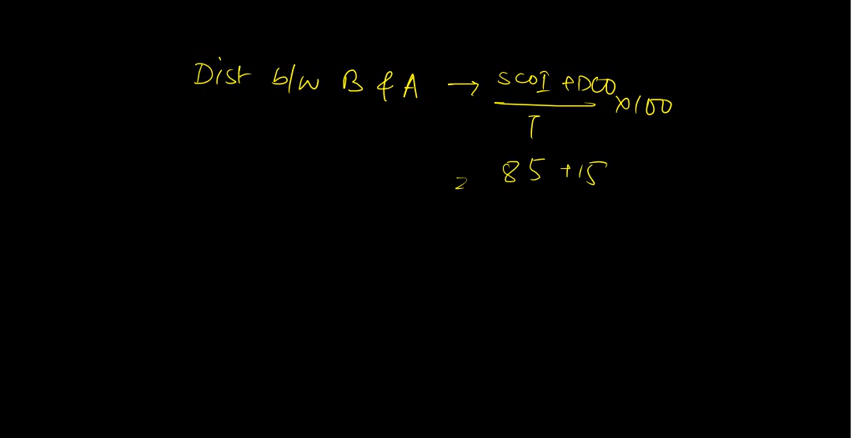 Dist b/w B & A → SCOI + DCO / T × 100
= 85 + 15